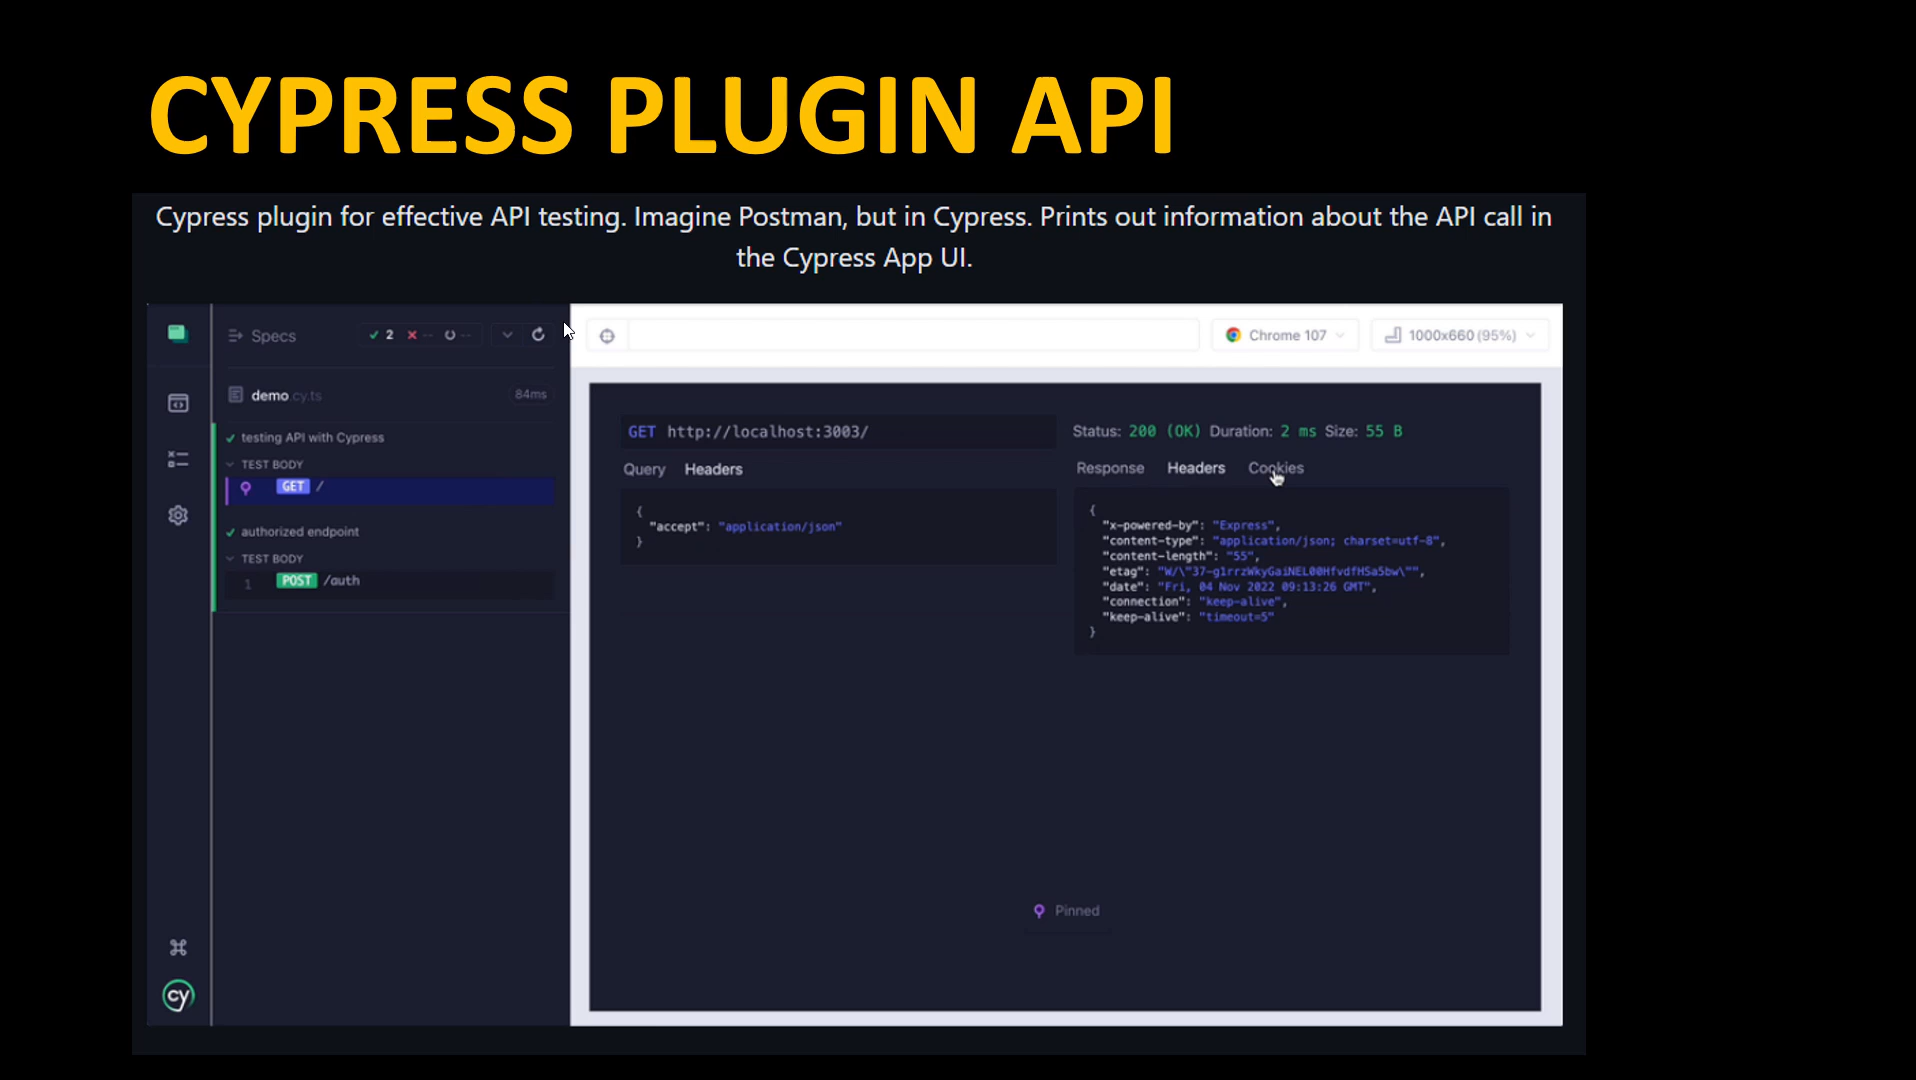 CYPRESS PLUGIN API
Cypress plugin for effective API testing. Imagine Postman, but in Cypress. Prints out information about the API call in
the Cypress App UI.
Specs
2 -- --
Chrome 107
1000x660 (95%)
demo.cy.ts
84ms
testing API with Cypress
TEST BODY
GET /
authorized endpoint
TEST BODY
1 POST /auth
GET http://localhost:3003/
Query Headers
{
"accept": "application/json"
}
Status: 200 (OK) Duration: 2 ms Size: 55 B
Response Headers Cookies
{
"x-powered-by": "Express",
"content-type": "application/json; charset=utf-8",
"content-length": "55",
"etag":
"date": "Fri, 04 Nov 2022 09:13:26 GMT",
"connection": "keep-alive",
"keep-alive": "timeout=5"
}
Pinned
cy